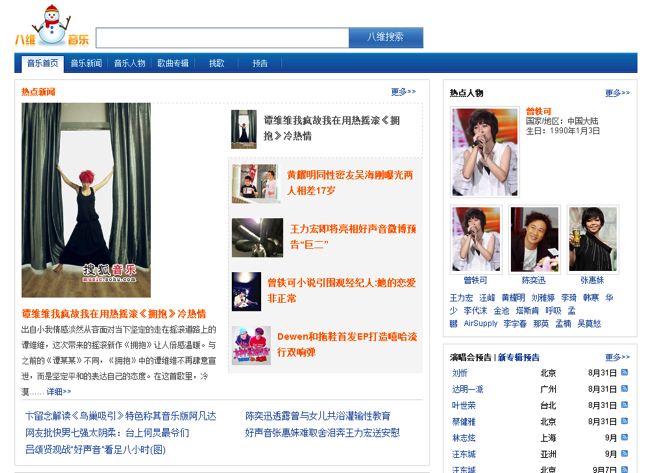 八维 音乐
八维搜索
音乐首页 音乐新闻 音乐人物 歌曲专辑 找歌 预告
热点新闻 更多>>
搜狐音乐
music.sohu.com
谭维维我疯故我在用热摇滚《拥抱》冷热情
出自小我情感淡然从容面对当下坚定的走在摇滚道路上的
谭维维，这次带来的摇滚新作《拥抱》让人倍感温暖。与
之前的《谭某某》不同，《拥抱》中的谭维维不再肆意宣
泄，而是坚定平和的表达自己的态度。在这首歌里，冷
漠…… 详细>>
谭维维我疯故我在用热摇滚《拥
抱》冷热情
黄耀明同性密友吴海刚曝光两
人相差17岁
王力宏即将亮相好声音微博预
告“巨二”
曾轶可小说引围观经纪人:她的恋爱
非正常
Dewen和拖鞋首发EP打造嘻哈流
行双响弹
卞留念解读《鸟巢吸引》特色称其音乐版阿凡达
陈奕迅透露曾与女儿共浴灌输性教育
网友批快男七强太阴柔：台上何炅最爷们
好声音张惠妹难取舍泪奔王力宏送安慰
吕颂贤观战“好声音”看足八小时(图)
热点人物 更多>>
曾轶可
国家/地区：中国大陆
生日：1990年1月3日
曾轶可 陈奕迅 张惠妹
王力宏 汪峰 黄耀明 刘雅婷 李琦 韩寒 华
少 李代沫 金池 塔斯肯 呼吸 孟
AirSupply 李宇春 那英 孟楠 吴莫愁
演唱会预告 | 新专辑预告 更多>>
刘忻 北京 8月31日
达明一派 广州 8月31日
叶世荣 台北 8月31日
蔡健雅 北京 8月31日
林志炫 上海 9月
汪东城 亚洲 9月
汪东城 北京 9月7日